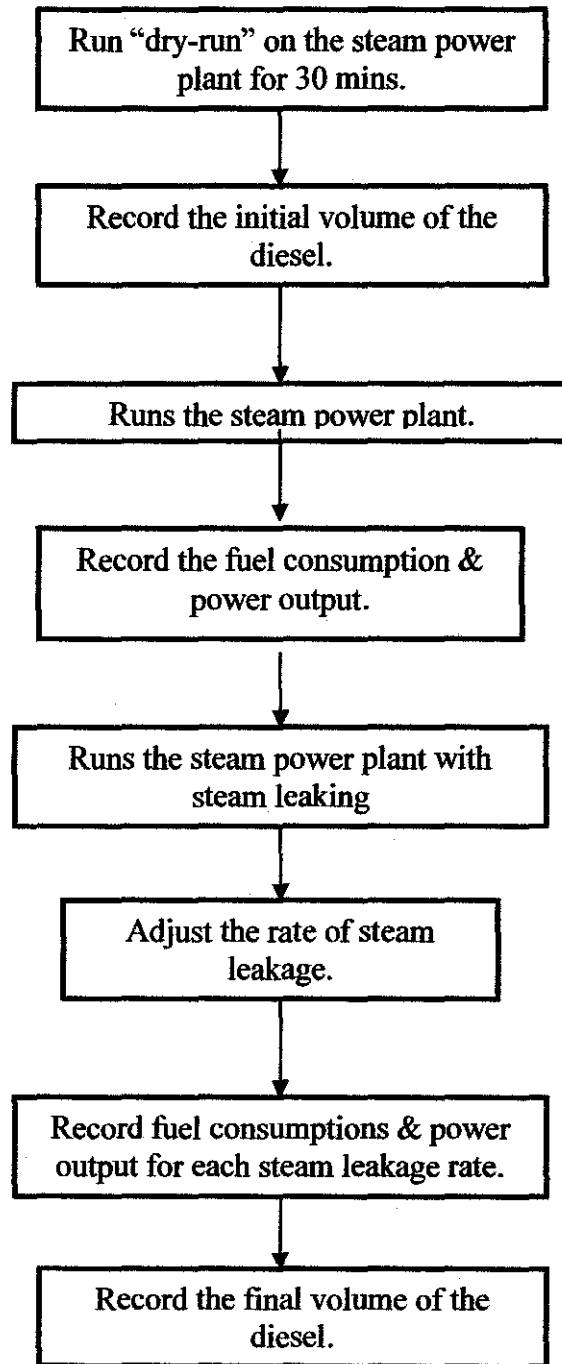 Run “dry-run” on the steam power
plant for 30 mins.
Record the initial volume of the
diesel.
Runs the steam power plant.
Record the fuel consumption &
power output.
Runs the steam power plant with
steam leaking
Adjust the rate of steam
leakage.
Record fuel consumptions & power
output for each steam leakage rate.
Record the final volume of the
diesel.